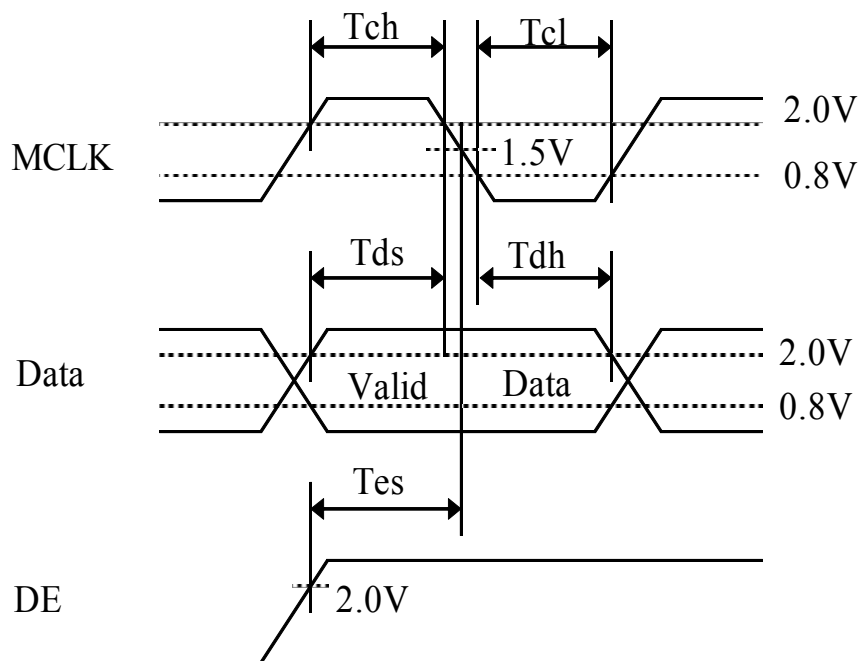 Tch Tcl
2.0V
MCLK 1.5V
0.8V
Tds Tdh
2.0V
Data Valid Data
0.8V
Tes
DE 2.0V